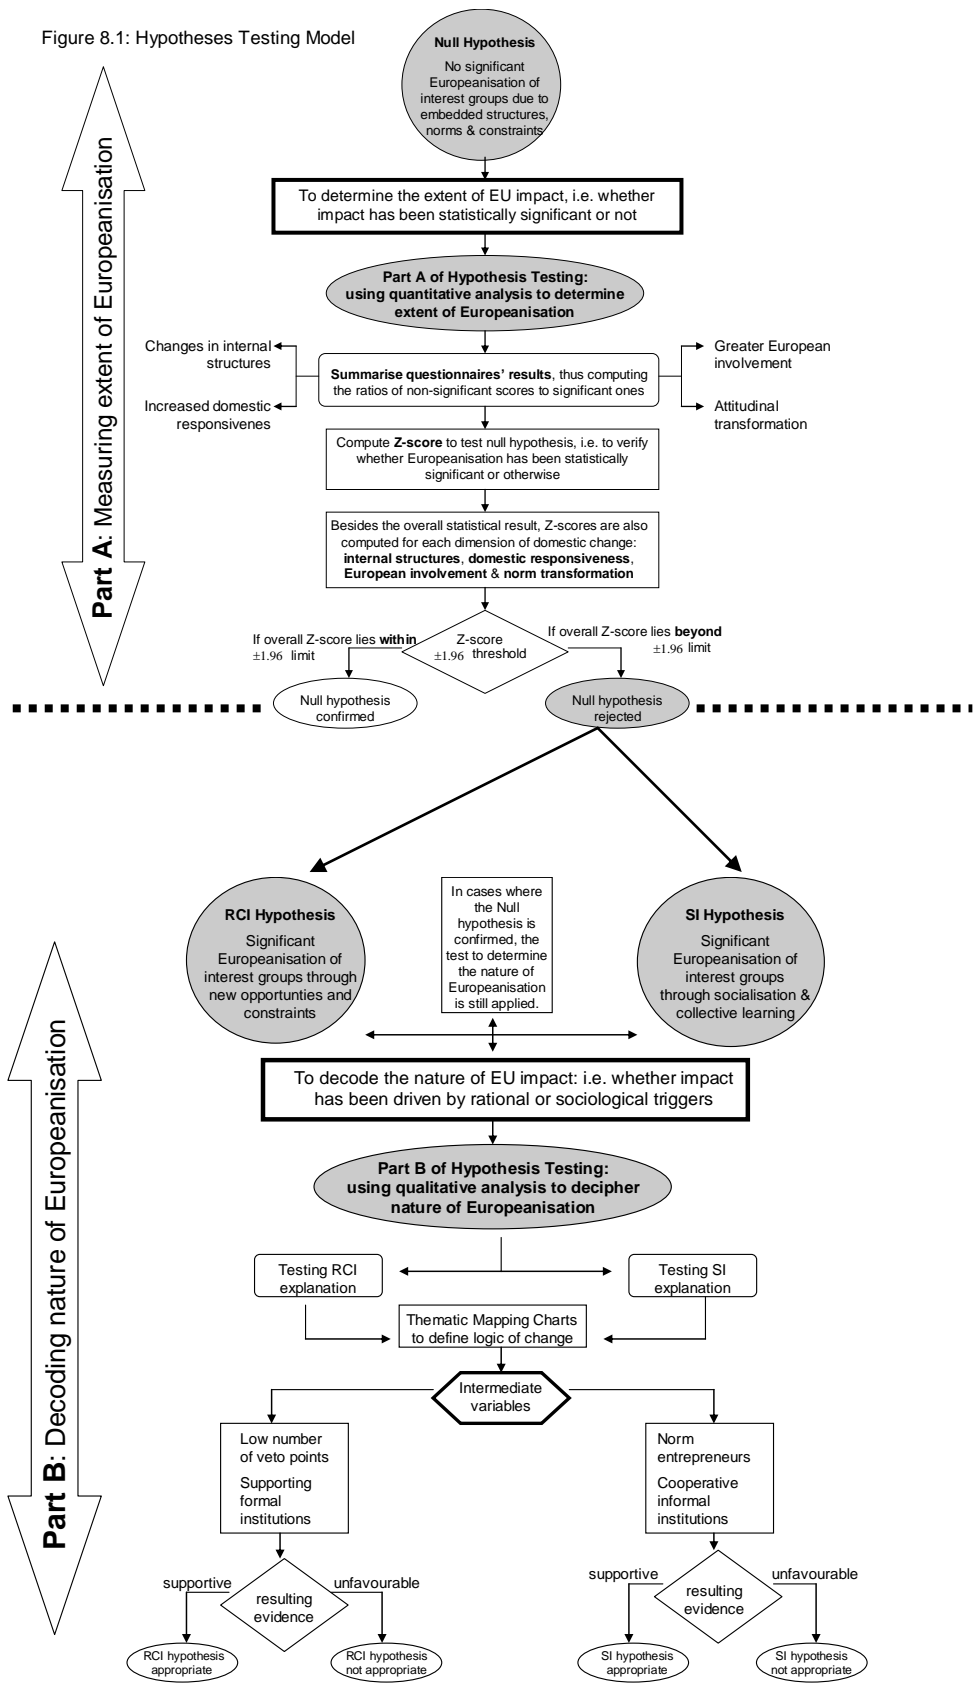 Figure 8.1: Hypotheses Testing Model
Null Hypothesis
No significant
Europeanisation of
interest groups due to
embedded structures,
norms & constraints
To determine the extent of EU impact, i.e. whether
impact has been statistically significant or not
Part A of Hypothesis Testing:
using quantitative analysis to determine
extent of Europeanisation
Part A: Measuring extent of Europeanisation
Changes in internal
structures
Increased domestic
responsivenes
Summarise questionnaires' results, thus computing
the ratios of non-significant scores to significant ones
Greater European
involvement
Attitudinal
transformation
Compute Z-score to test null hypothesis, i.e. to verify
whether Europeanisation has been statistically
significant or otherwise
Besides the overall statistical result, Z-scores are also
computed for each dimension of domestic change:
internal structures, domestic responsiveness,
European involvement & norm transformation
If overall Z-score lies within
±1.96 limit
Z-score
±1.96 threshold
If overall Z-score lies beyond
±1.96 limit
Null hypothesis
confirmed
Null hypothesis
rejected
RCI Hypothesis
Significant
Europeanisation of
interest groups through
new opportunties and
constraints
In cases where
the Null
hypothesis is
confirmed, the
test to determine
the nature of
Europeanisation
is still applied.
SI Hypothesis
Significant
Europeanisation of
interest groups
through socialisation &
collective learning
To decode the nature of EU impact: i.e. whether impact
has been driven by rational or sociological triggers
Part B of Hypothesis Testing:
using qualitative analysis to decipher
nature of Europeanisation
Part B: Decoding nature of Europeanisation
Testing RCI
explanation
Testing SI
explanation
Thematic Mapping Charts
to define logic of change
Intermediate
variables
Low number
of veto points
Supporting
formal
institutions
Norm
entrepreneurs
Cooperative
informal
institutions
supportive
resulting
evidence
unfavourable
supportive
resulting
evidence
unfavourable
RCI hypothesis
appropriate
RCI hypothesis
not appropriate
SI hypothesis
appropriate
SI hypothesis
not appropriate